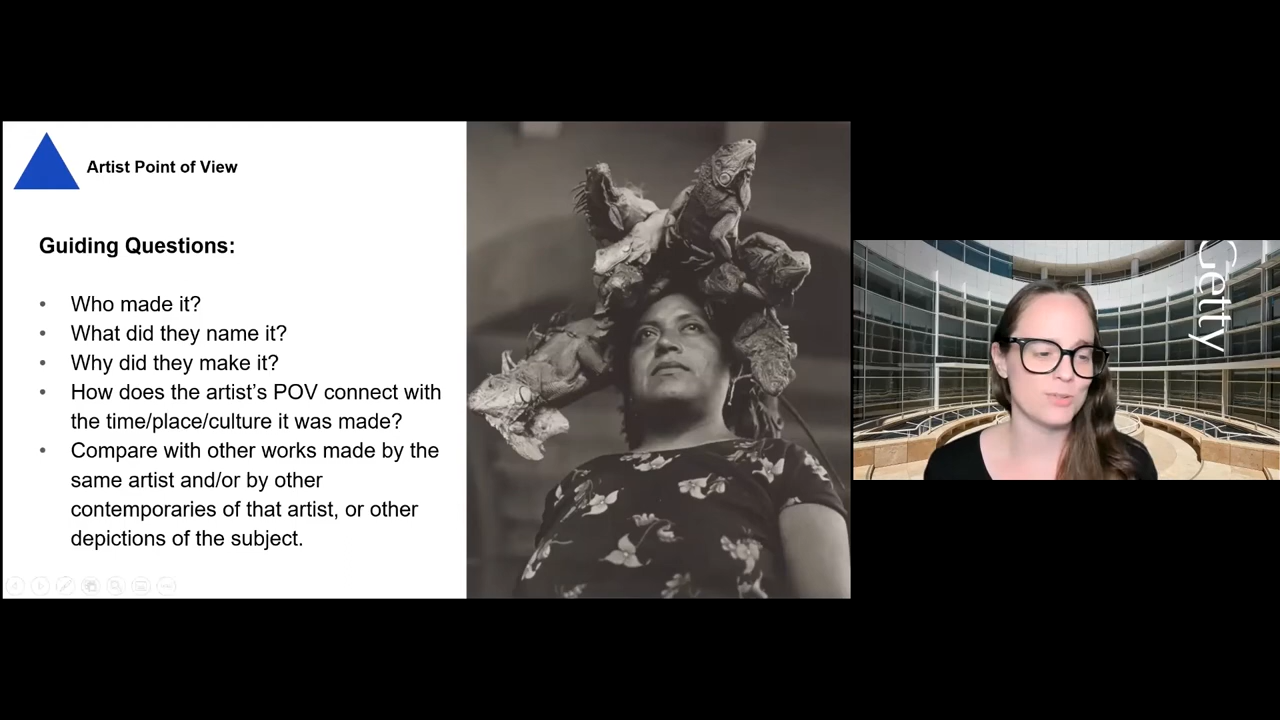 Artist Point of View
Guiding Questions:
• Who made it?
• What did they name it?
• Why did they make it?
• How does the artist’s POV connect with
the time/place/culture it was made?
• Compare with other works made by the
same artist and/or by other
contemporaries of that artist, or other
depictions of the subject.
Getty